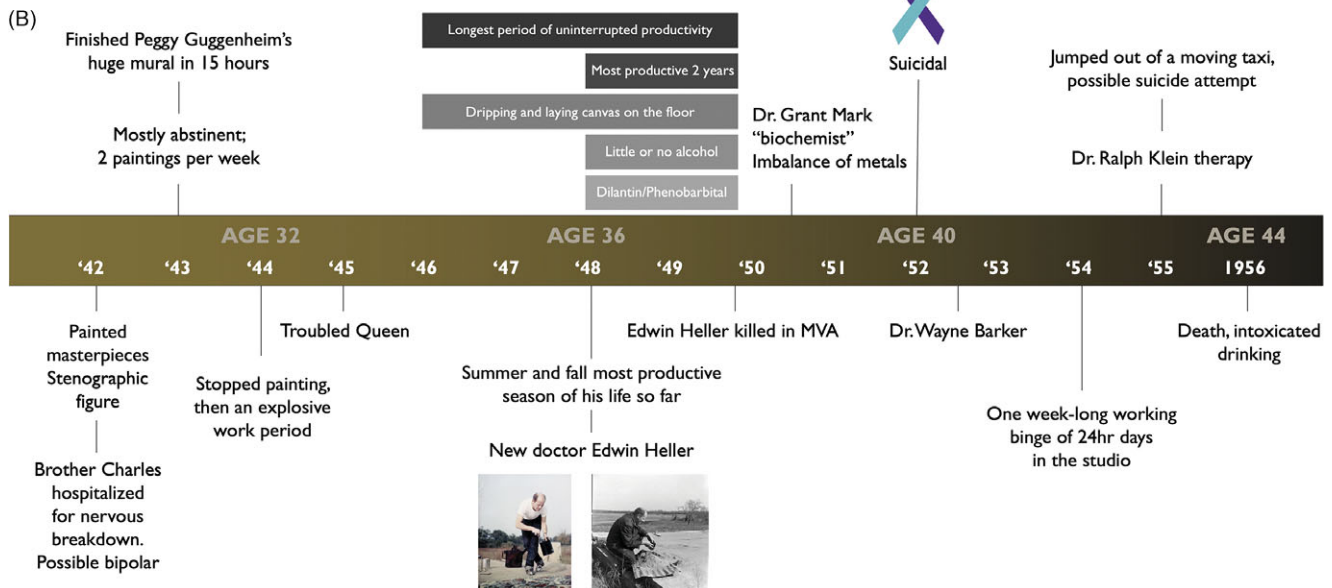 (B)
Finished Peggy Guggenheim's
huge mural in 15 hours
Mostly abstinent;
2 paintings per week
Longest period of uninterrupted productivity
Most productive 2 years
Dripping and laying canvas on the floor
Little or no alcohol
Dilantin/Phenobarbital
Dr. Grant Mark
"biochemist"
Imbalance of metals
Suicidal
Jumped out of a moving taxi,
possible suicide attempt
Dr. Ralph Klein therapy
AGE 32 AGE 36 AGE 40 AGE 44
'42 '43 '44 '45 '46 '47 '48 '49 '50 '51 '52 '53 '54 '55 1956
Painted
masterpieces
Stenographic
figure
Brother Charles
hospitalized
for nervous
breakdown.
Possible bipolar
Stopped painting,
then an explosive
work period
Troubled Queen
Summer and fall most productive
season of his life so far
New doctor Edwin Heller
Edwin Heller killed in MVA
Dr. Wayne Barker
One week-long working
binge of 24hr days
in the studio
Death, intoxicated
drinking